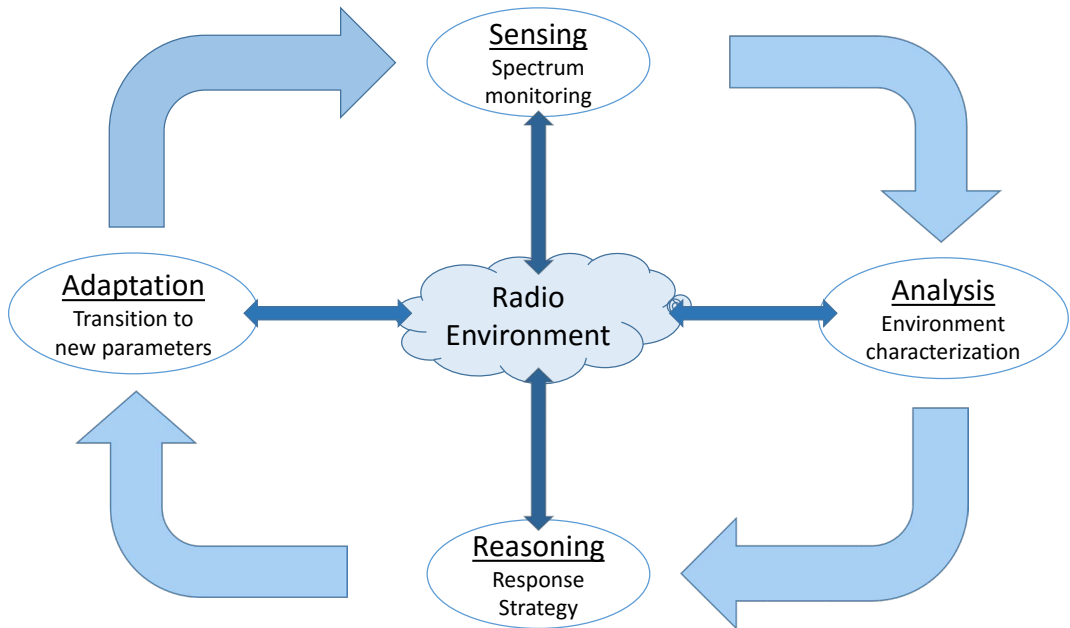 Sensing
Spectrum
monitoring
Adaptation
Transition to
new parameters
Radio
Environment
Analysis
Environment
characterization
Reasoning
Response
Strategy